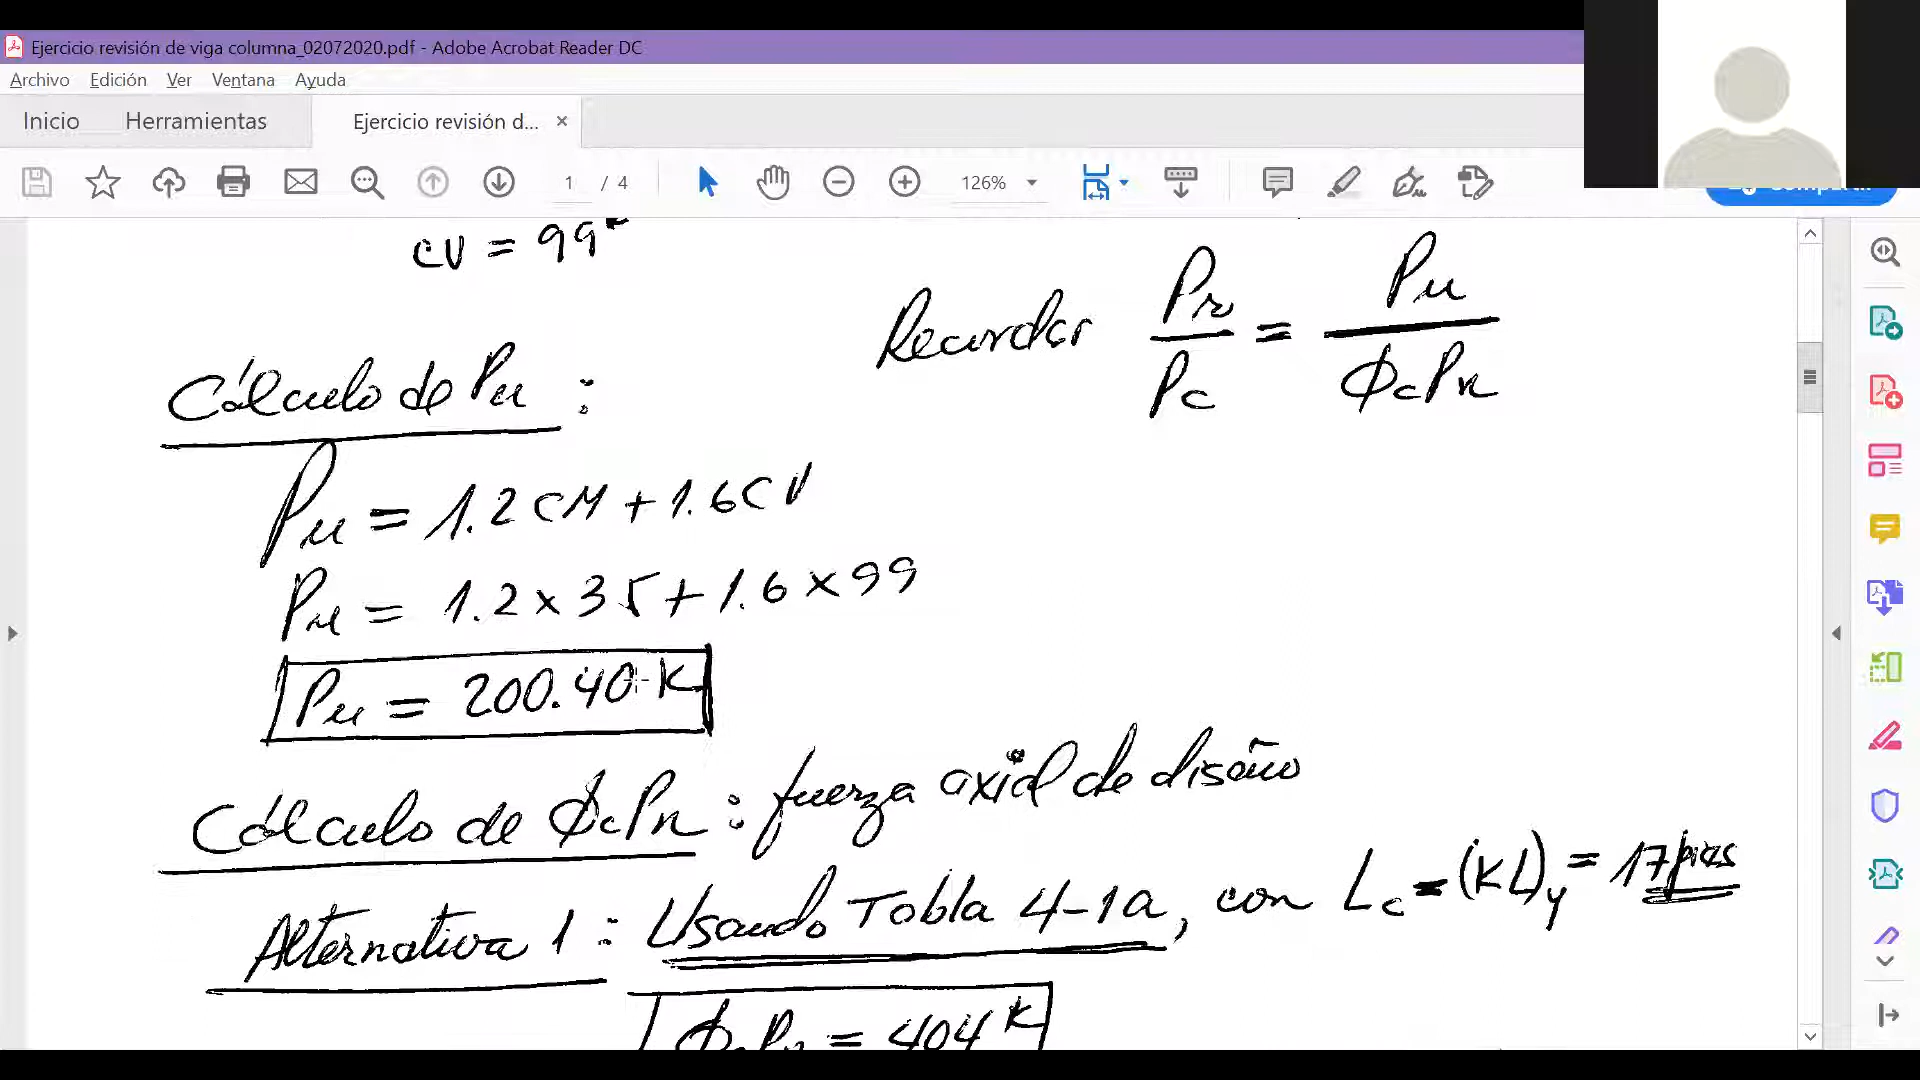 Ejercicio revisión de viga columna_02072020.pdf - Adobe Acrobat Reader DC
Archivo Edición Ver Ventana Ayuda
Inicio Herramientas Ejercicio revisión d... ×
1 / 4 126%
CV = 99ᵏ
Recordar Pr/Pc = Pu/ϕcPn
Cálculo de Pu :
Pu = 1.2CM + 1.6CV
Pu = 1.2 × 35 + 1.6 × 99
Pu = 200.40 K
Cálculo de ϕcPn : fuerza axial de diseño
Alternativa 1 : Usando Tabla 4-1a, con Lc = (KL)y = 17 pies
ϕcPn = 404ᵏ